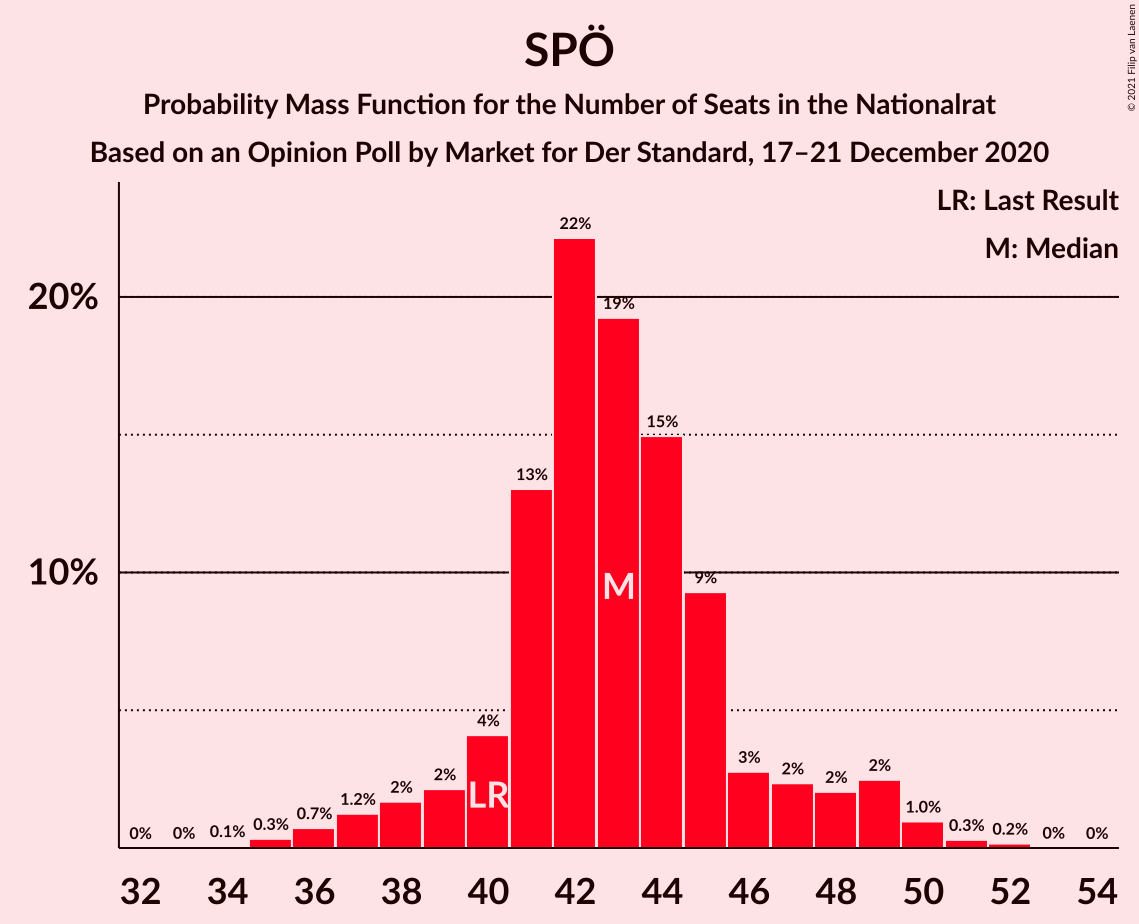 SPÖ
Probability Mass Function for the Number of Seats in the Nationalrat
Based on an Opinion Poll by Market for Der Standard, 17–21 December 2020
© 2021 Filip van Laenen
LR: Last Result
M: Median
22%
20%
19%
15%
13%
10%
9%
M
4%
3%
2%
2%
2%
2%
2%
LR
1.2%
1.0%
0.7%
0.3%
0.3%
0.2%
0%
0%
0.1%
0%
0%
32 34 36 38 40 42 44 46 48 50 52 54